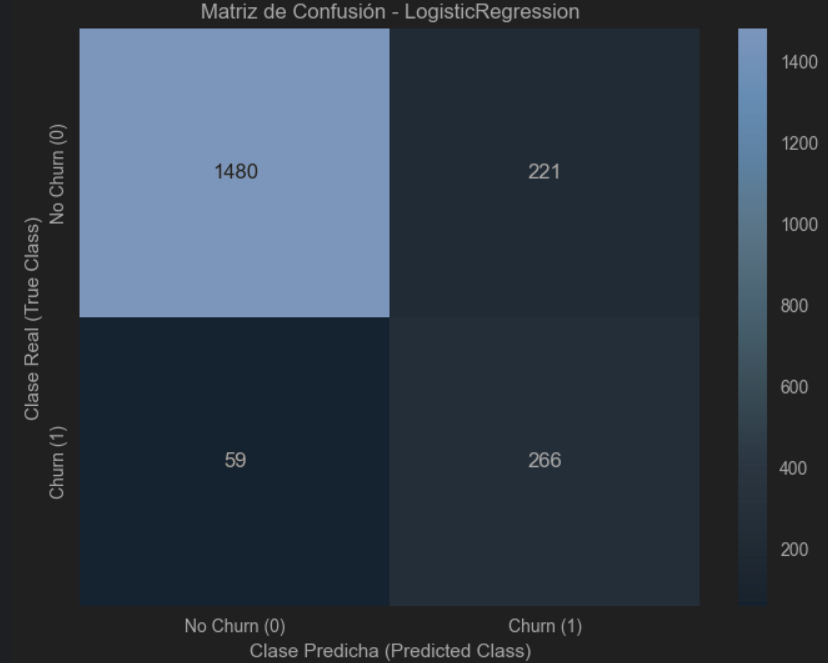 Matriz de Confusión - LogisticRegression
Clase Real (True Class)
No Churn (0)
1480
221
Churn (1)
59
266
No Churn (0)
Churn (1)
Clase Predicha (Predicted Class)
1400
1200
1000
800
600
400
200